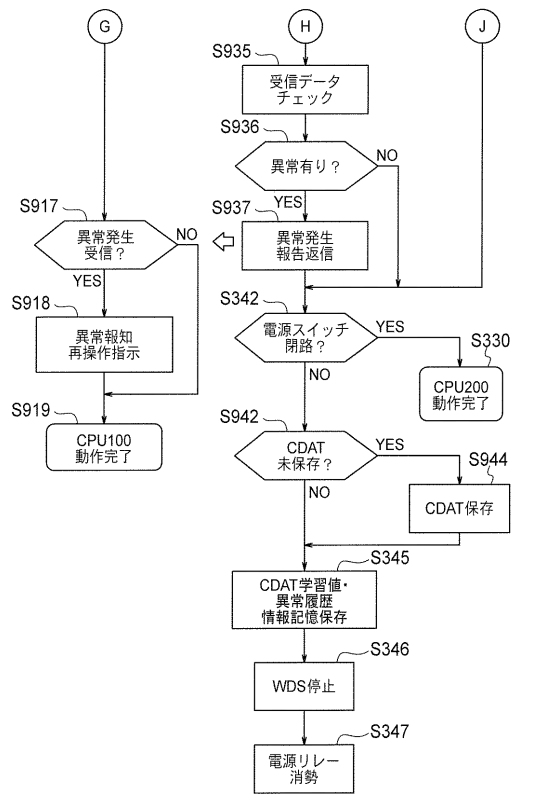 G
H
J
S935
受信データ
チェック
S936
異常有り？
NO
YES
S937
異常発生
報告返信
S917
異常発生
受信？
NO
YES
S918
異常報知
再操作指示
S919
CPU100
動作完了
S342
電源スイッチ
閉路？
YES
NO
S330
CPU200
動作完了
S942
CDAT
未保存？
YES
NO
S944
CDAT保存
S345
CDAT学習値・
異常履歴
情報記憶保存
S346
WDS停止
S347
電源リレー
消勢